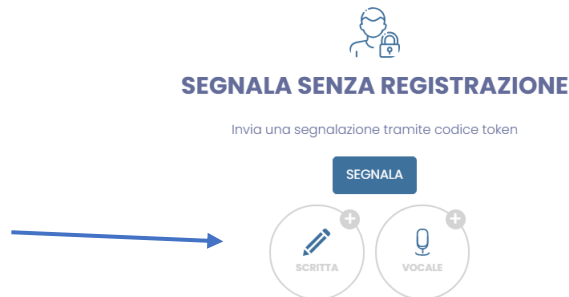 SEGNALA SENZA REGISTRAZIONE
Invia una segnalazione tramite codice token
SEGNALA
SCRITTA
VOCALE